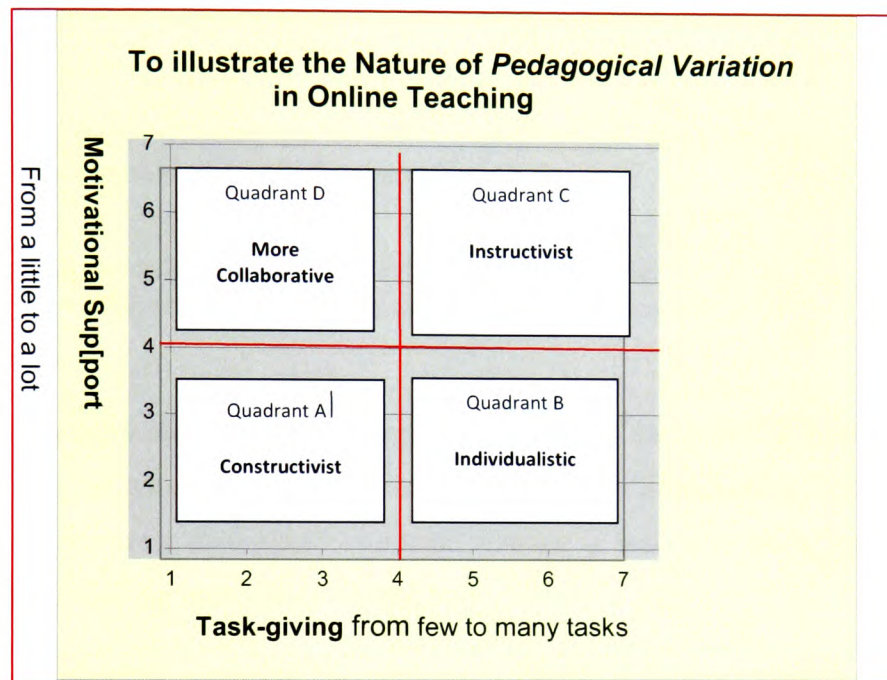 To illustrate the Nature of Pedagogical Variation
in Online Teaching
From a little to a lot
Motivational Sup[port
7
6
5
4
3
2
1
Quadrant D
More
Collaborative
Quadrant C
Instructivist
Quadrant A
Constructivist
Quadrant B
Individualistic
1 2 3 4 5 6 7
Task-giving from few to many tasks